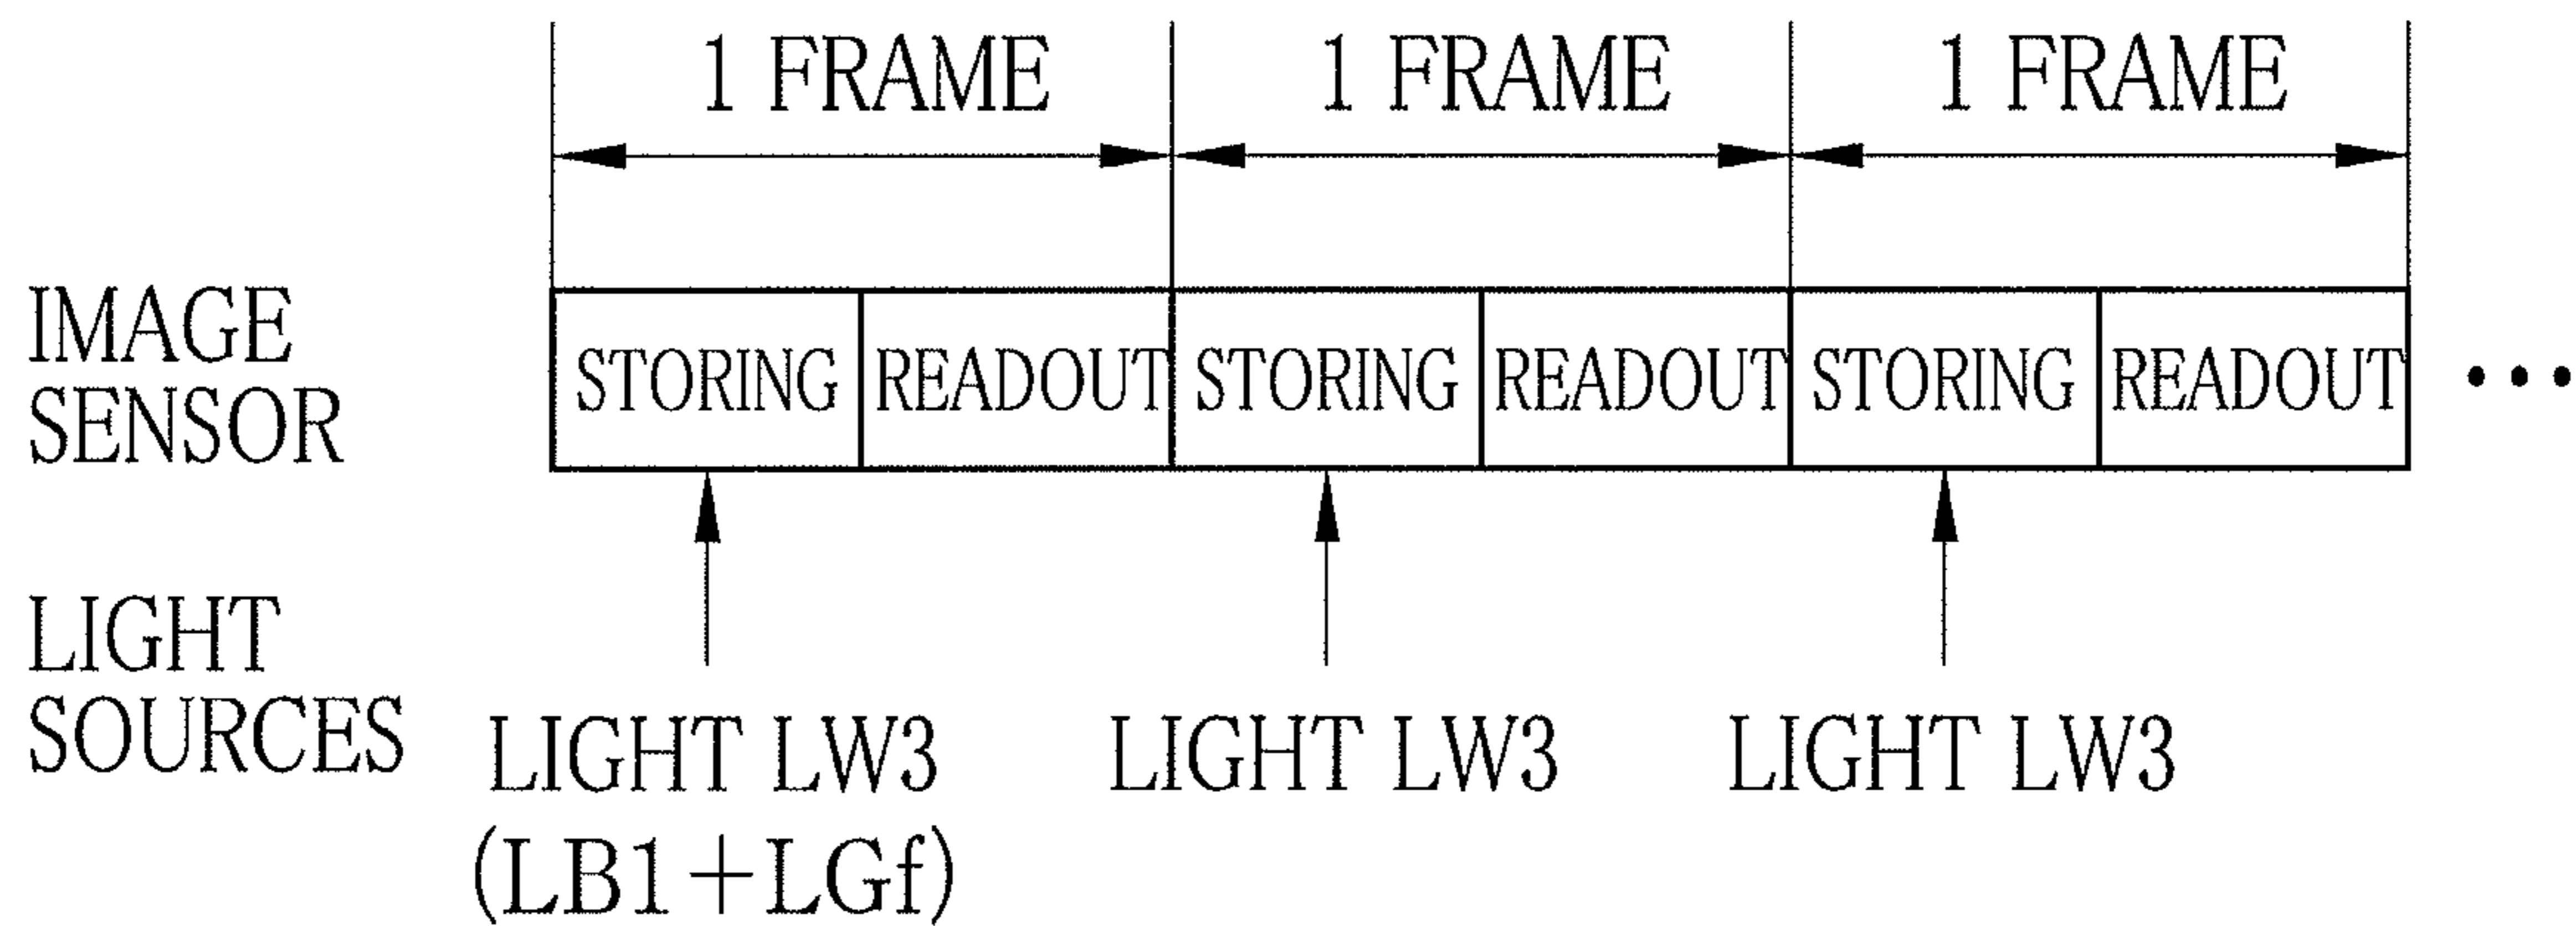 1 FRAME 1 FRAME 1 FRAME
IMAGE
SENSOR
STORING READOUT STORING READOUT STORING READOUT •••
LIGHT
SOURCES
LIGHT LW3 LIGHT LW3 LIGHT LW3
(LB1+LGf)